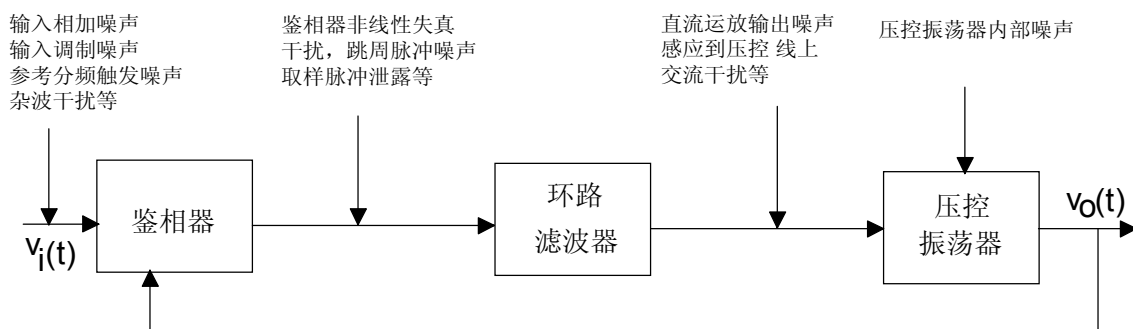 输入相加噪声
输入调制噪声
参考分频触发噪声
杂波干扰等
鉴相器非线性失真
干扰，跳周脉冲噪声
取样脉冲泄露等
直流运放输出噪声
感应到压控 线上
交流干扰等
压控振荡器内部噪声
vi(t)
鉴相器
环路
滤波器
压控
振荡器
vo(t)